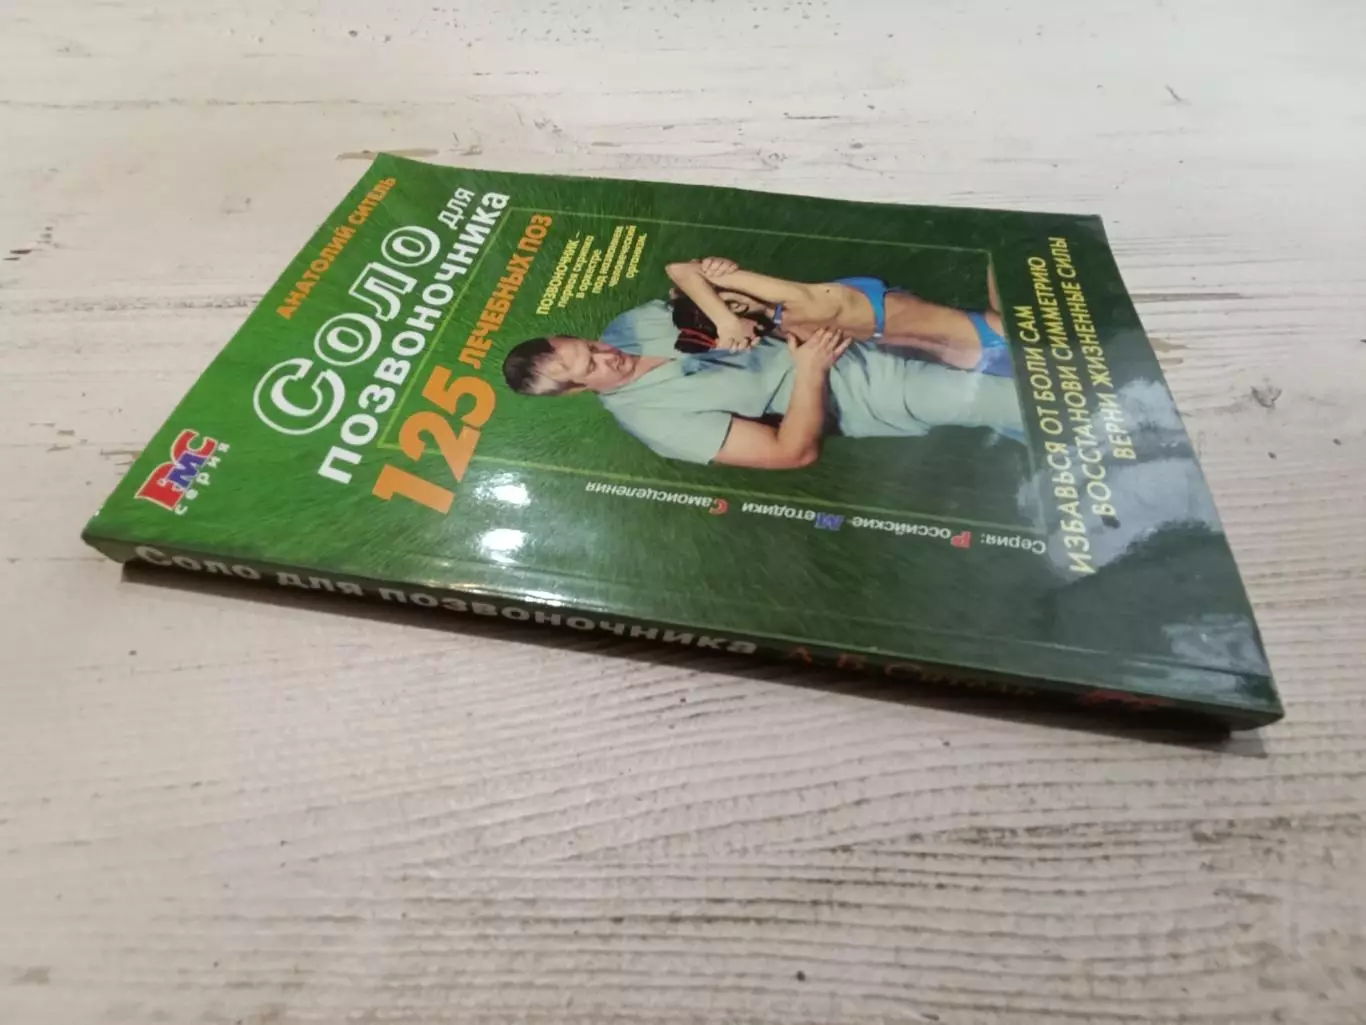 АНАТОЛИЙ СИТЕЛЬ
Соло для
позвоночника
125 ЛЕЧЕБНЫХ ПОЗ
ПОЗВОНОЧНИК –
первая скрипка
в оркестре
под названием
человеческий
организм.
РМС
серия
Серия: Российские Методики Самоисцеления
ИЗБАВЬСЯ ОТ БОЛИ САМ
ВОССТАНОВИ СИММЕТРИЮ
ВЕРНИ ЖИЗНЕННЫЕ СИЛЫ
Соло для позвоночника А.Б.Ситель